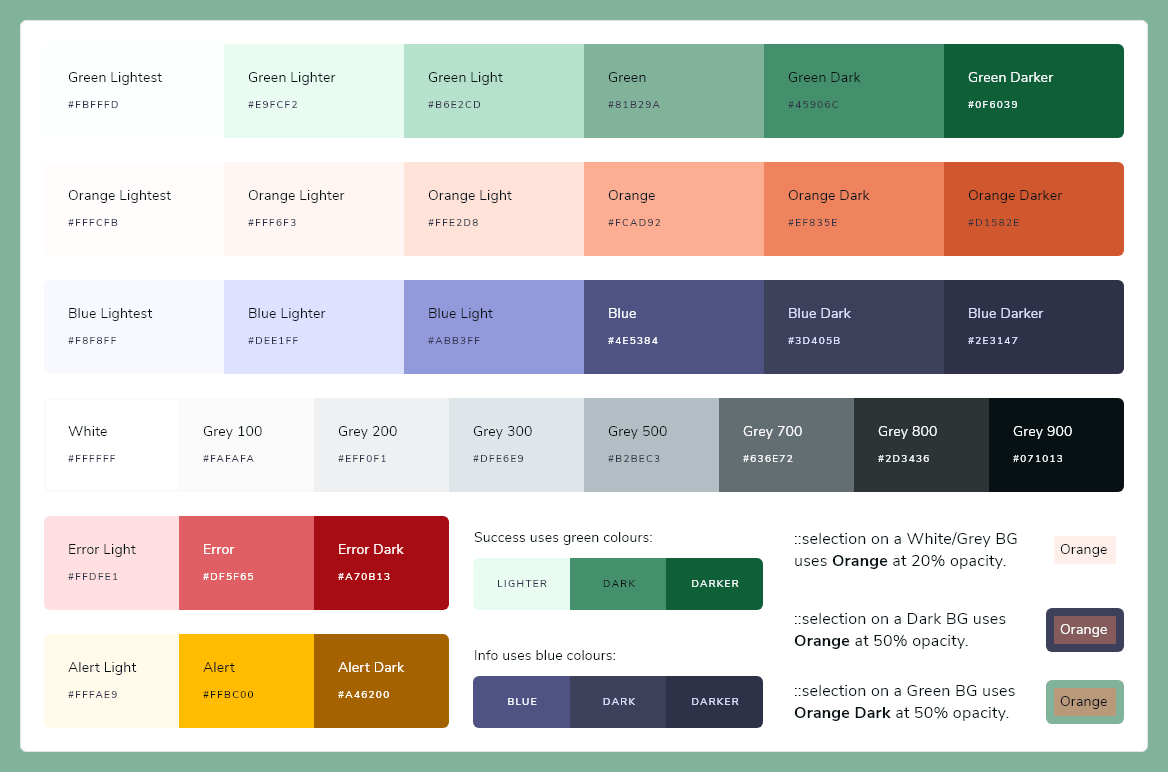 Green Lightest
#FBFFFD
Green Lighter
#E9FCF2
Green Light
#B6E2CD
Green
#81B29A
Green Dark
#45906C
Green Darker
#0F6039
Orange Lightest
#FFFCFB
Orange Lighter
#FFF6F3
Orange Light
#FFE2D8
Orange
#FCAD92
Orange Dark
#EF835E
Orange Darker
#D1582E
Blue Lightest
#F8F8FF
Blue Lighter
#DEE1FF
Blue Light
#ABB3FF
Blue
#4E5384
Blue Dark
#3D405B
Blue Darker
#2E3147
White
#FFFFFF
Grey 100
#FAFAFA
Grey 200
#EFF0F1
Grey 300
#DFE6E9
Grey 500
#B2BEC3
Grey 700
#636E72
Grey 800
#2D3436
Grey 900
#071013
Error Light
#FFDFE1
Error
#DF5F65
Error Dark
#A70B13
Success uses green colours:
LIGHTER
DARK
DARKER
::selection on a White/Grey BG
uses Orange at 20% opacity.
Orange
::selection on a Dark BG uses
Orange at 50% opacity.
Orange
Alert Light
#FFFAE9
Alert
#FFBC00
Alert Dark
#A46200
Info uses blue colours:
BLUE
DARK
DARKER
::selection on a Green BG uses
Orange Dark at 50% opacity.
Orange